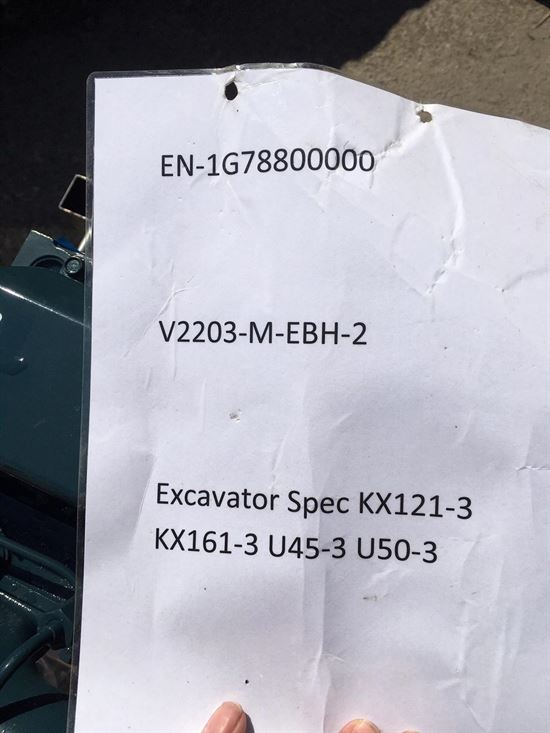 EN-1G78800000
V2203-M-EBH-2
Excavator Spec KX121-3
KX161-3 U45-3 U50-3